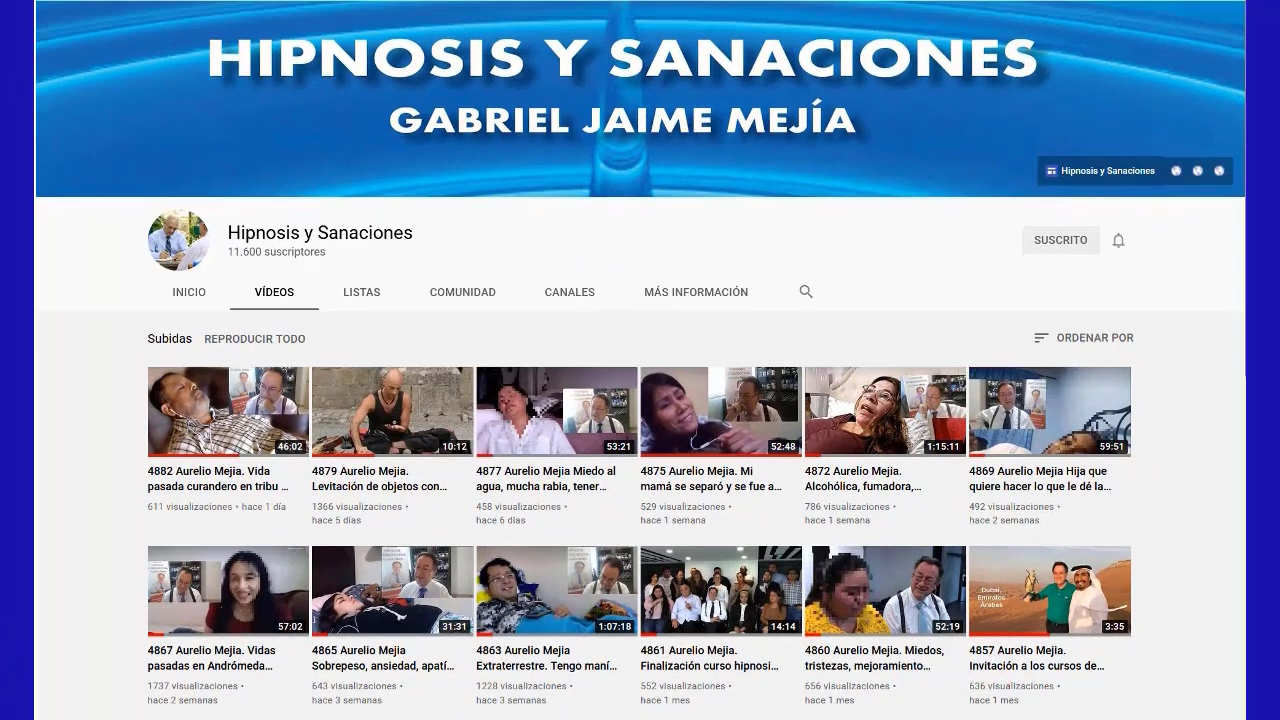 HIPNOSIS Y SANACIONES
GABRIEL JAIME MEJÍA
Hipnosis y Sanaciones
Hipnosis y Sanaciones
11.600 suscriptores
SUSCRITO
INICIO VÍDEOS LISTAS COMUNIDAD CANALES MÁS INFORMACIÓN
Subidas REPRODUCIR TODO ORDENAR POR
46:02 10:12 53:21 52:48 1:15:11 59:51
4882 Aurelio Mejia. Vida
pasada curandero en tribu ...
611 visualizaciones • hace 1 día
4879 Aurelio Mejia.
Levitación de objetos con...
1366 visualizaciones •
hace 5 días
4877 Aurelio Mejia Miedo al
agua, mucha rabia, tener...
458 visualizaciones •
hace 6 días
4875 Aurelio Mejia. Mi
mamá se separó y se fue a...
529 visualizaciones •
hace 1 semana
4872 Aurelio Mejia.
Alcohólica, fumadora,...
786 visualizaciones •
hace 1 semana
4869 Aurelio Mejia Hija que
quiere hacer lo que le dé la...
492 visualizaciones •
hace 2 semanas
57:02 31:31 1:07:18 14:14 52:19 3:35
Dubai,
Emiratos
Árabes
4867 Aurelio Mejia. Vidas
pasadas en Andrómeda...
1737 visualizaciones •
hace 2 semanas
4865 Aurelio Mejia
Sobrepeso, ansiedad, apatí...
643 visualizaciones •
hace 3 semanas
4863 Aurelio Mejia
Extraterrestre. Tengo maní...
1228 visualizaciones •
hace 3 semanas
4861 Aurelio Mejia.
Finalización curso hipnosi...
552 visualizaciones •
hace 1 mes
4860 Aurelio Mejia. Miedos,
tristezas, mejoramiento...
656 visualizaciones •
hace 1 mes
4857 Aurelio Mejia.
Invitación a los cursos de...
636 visualizaciones •
hace 1 mes